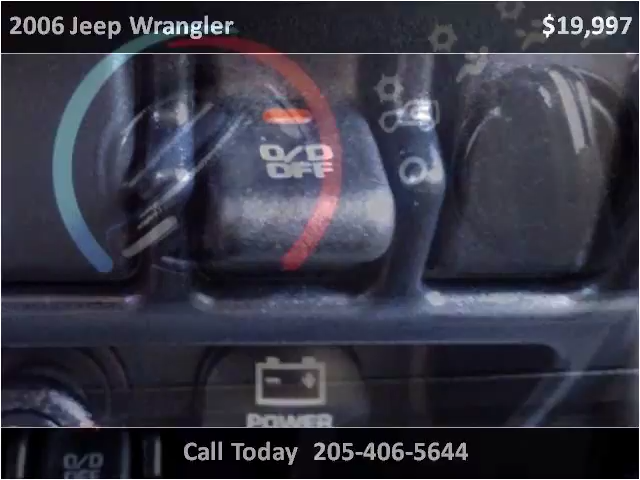 2006 Jeep Wrangler $19,997
O/D
OFF
POWER
Call Today 205-406-5644
O/D
OFF